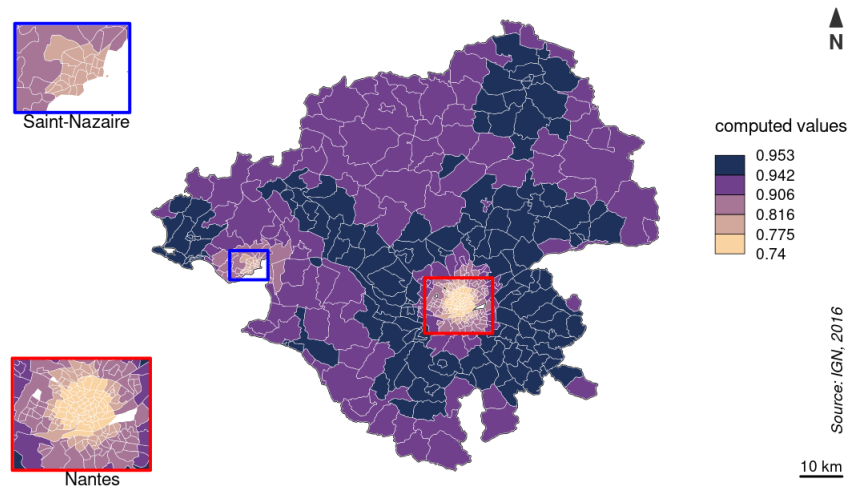 N
Saint-Nazaire
computed values
0.953
0.942
0.906
0.816
0.775
0.74
Source: IGN, 2016
Nantes
10 km